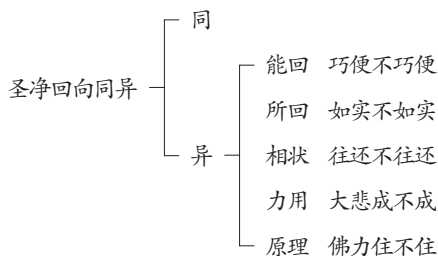 同
能回 巧便不巧便
圣净回向同异
所回 如实不如实
异 相状 往还不往还
力用 大悲成不成
原理 佛力住不住